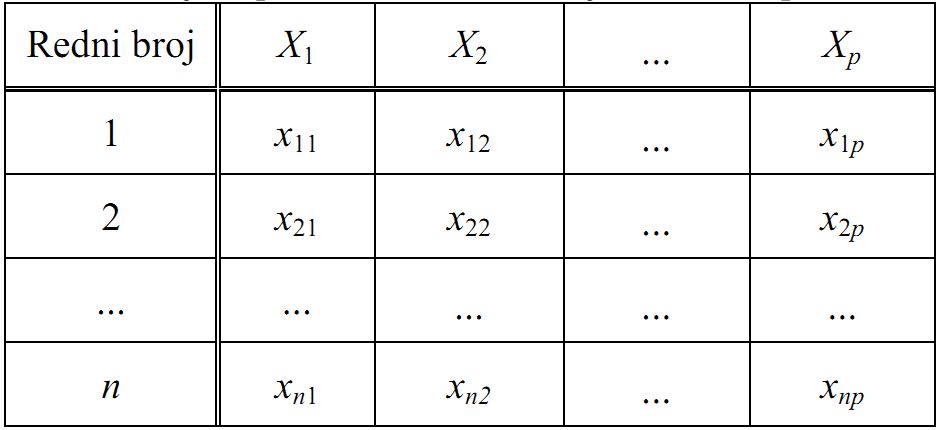 Redni broj X₁ X₂ ... Xₚ
1 x₁₁ x₁₂ ... x₁ₚ
2 x₂₁ x₂₂ ... x₂ₚ
... ... ... ... ...
n xₙ₁ xₙ₂ ... xₙₚ